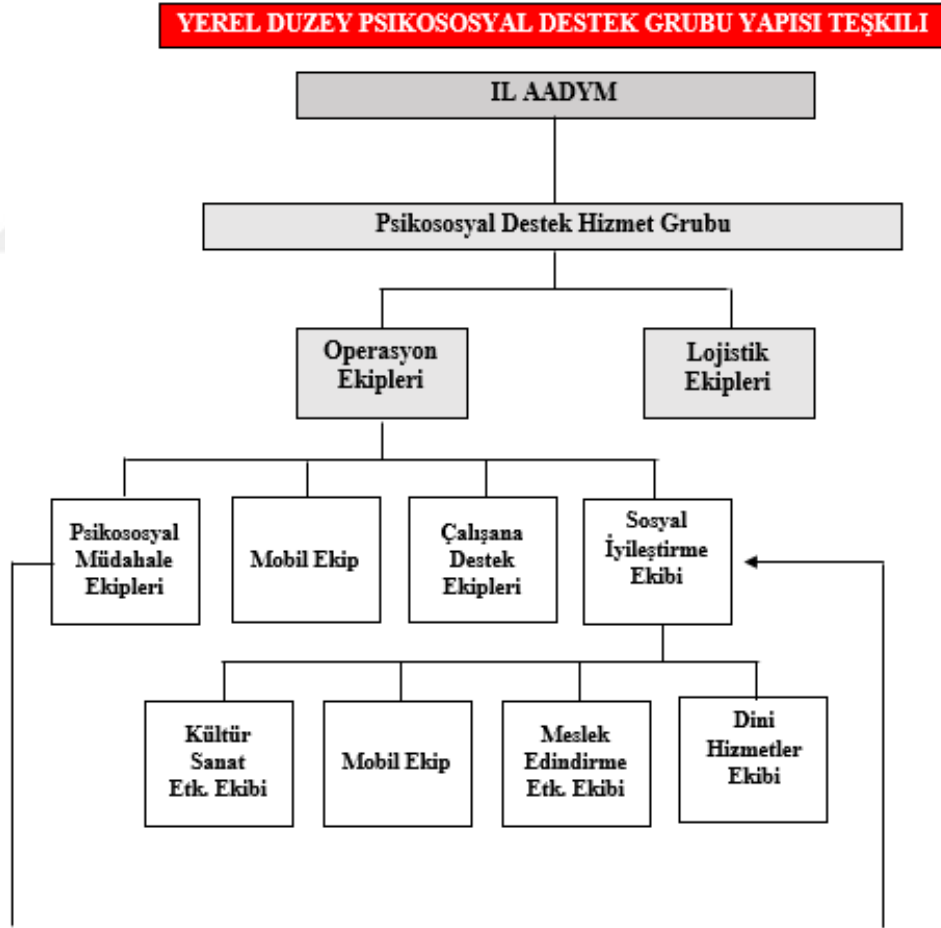 YEREL DUZEY PSIKOSOSYAL DESTEK GRUBU YAPISI TEŞKILI
IL AADYM
Psikososyal Destek Hizmet Grubu
Operasyon
Ekipleri
Lojistik
Ekipleri
Psikososyal
Müdahale
Ekipleri
Mobil Ekip
Çalışana
Destek
Ekipleri
Sosyal
İyileştirme
Ekibi
Kültür
Sanat
Etk. Ekibi
Mobil Ekip
Meslek
Edindirme
Etk. Ekibi
Dini
Hizmetler
Ekibi